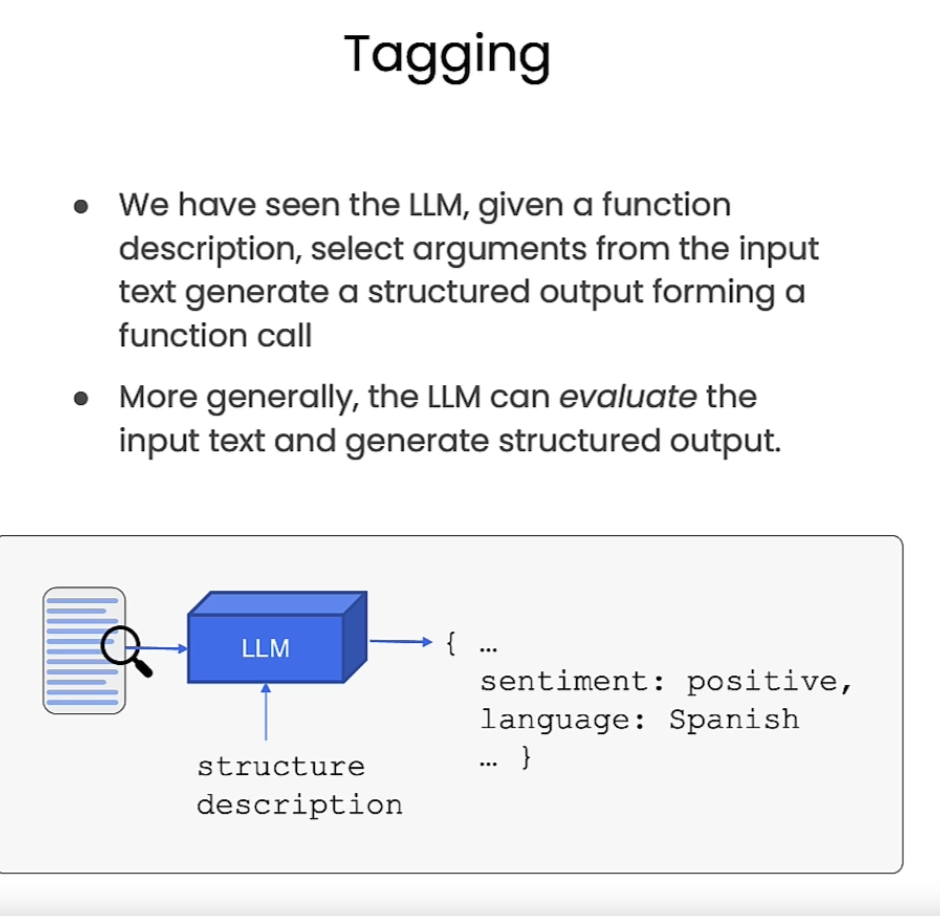 Tagging
● We have seen the LLM, given a function
description, select arguments from the input
text generate a structured output forming a
function call
● More generally, the LLM can evaluate the
input text and generate structured output.
LLM
{ …
sentiment: positive,
language: Spanish
… }
structure
description